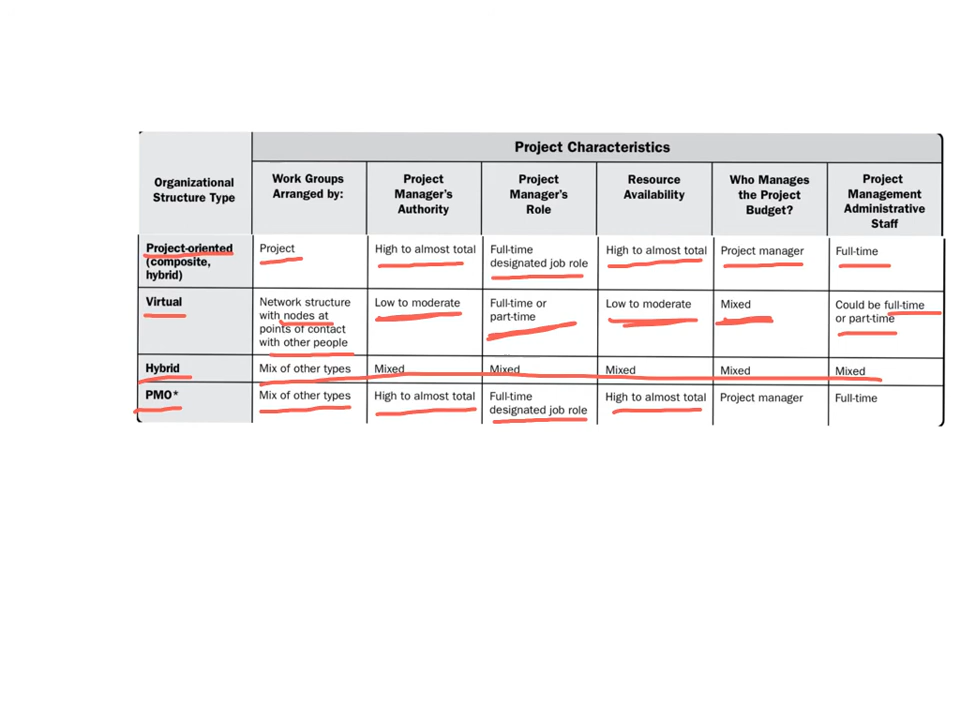 Project Characteristics
Organizational
Structure Type
Work Groups
Arranged by:
Project
Manager's
Authority
Project
Manager's
Role
Resource
Availability
Who Manages
the Project
Budget?
Project
Management
Administrative
Staff
Project-oriented
(composite,
hybrid)
Project
High to almost total
Full-time
designated job role
High to almost total
Project manager
Full-time
Virtual
Network structure
with nodes at
points of contact
with other people
Low to moderate
Full-time or
part-time
Low to moderate
Mixed
Could be full-time
or part-time
Hybrid
Mix of other types
Mixed
Mixed
Mixed
Mixed
Mixed
PMO*
Mix of other types
High to almost total
Full-time
designated job role
High to almost total
Project manager
Full-time